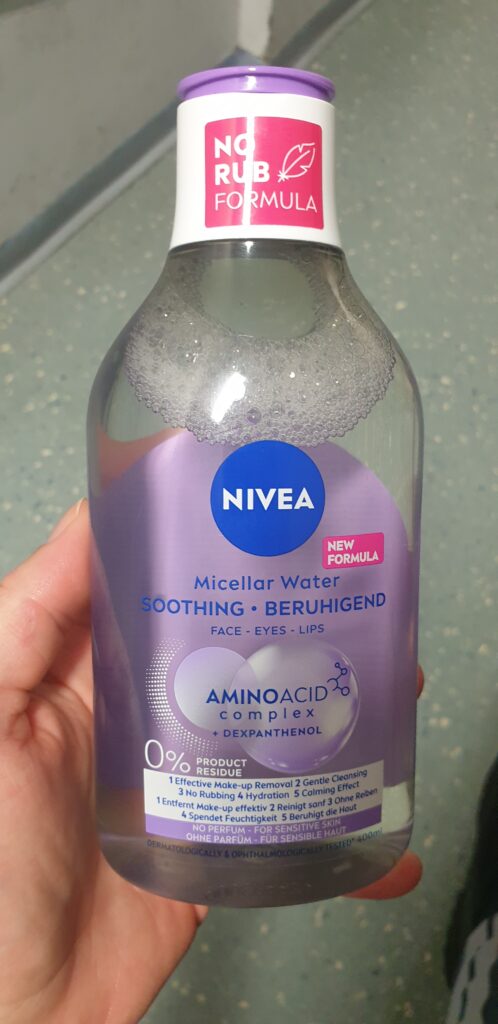 NO
RUB
FORMULA
NIVEA
NEW
FORMULA
Micellar Water
SOOTHING • BERUHIGEND
FACE - EYES - LIPS
AMINOACID
complex
+ DEXPANTHENOL
0% PRODUCT
RESIDUE
1 Effective Make-up Removal 2 Gentle Cleansing
3 No Rubbing 4 Hydration 5 Calming Effect
1 Entfernt Make-up effektiv 2 Reinigt sanf 3 Ohne Reiben
4 Spendet Feuchtigkeit 5 Beruhigt die Haut
NO PERFUM - FOR SENSITIVE SKIN
OHNE PARFÜM - FÜR SENSIBLE HAUT
DERMATOLOGICALLY & OPHTHALMOLOGICALLY TESTED* 400ml